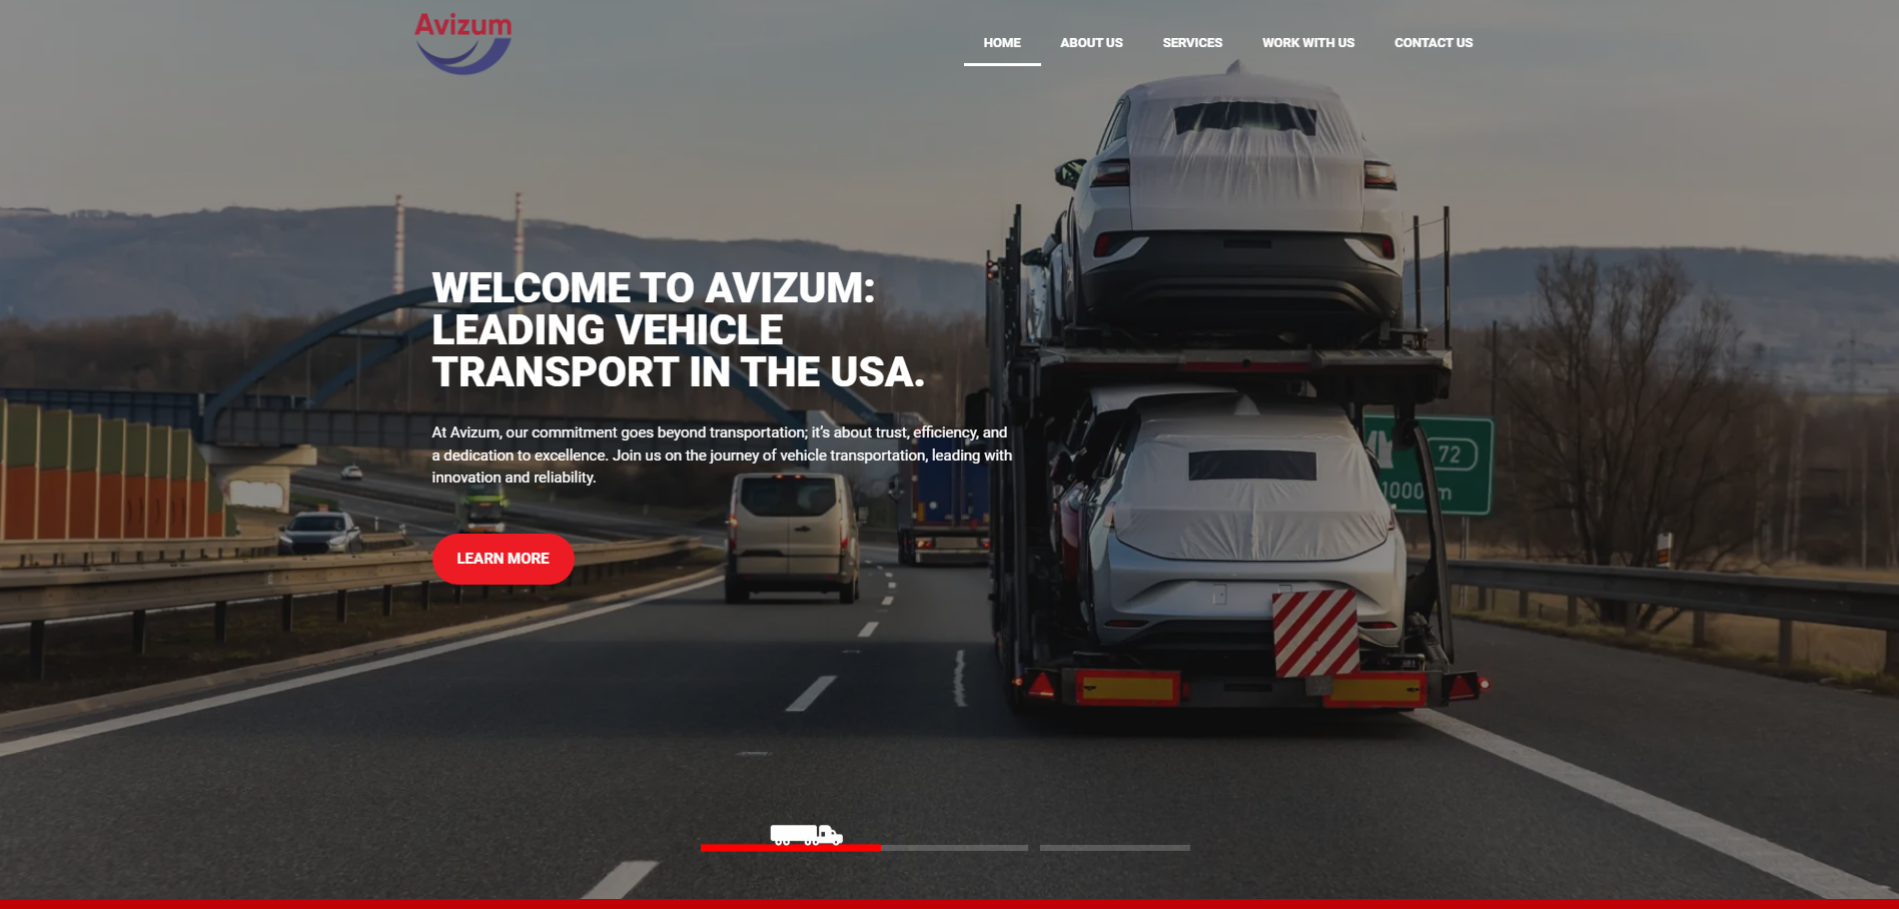 Avizum
HOME
ABOUT US
SERVICES
WORK WITH US
CONTACT US
WELCOME TO AVIZUM:
LEADING VEHICLE
TRANSPORT IN THE USA.
At Avizum, our commitment goes beyond transportation; it's about trust, efficiency, and
a dedication to excellence. Join us on the journey of vehicle transportation, leading with
innovation and reliability.
LEARN MORE
72
1000 m